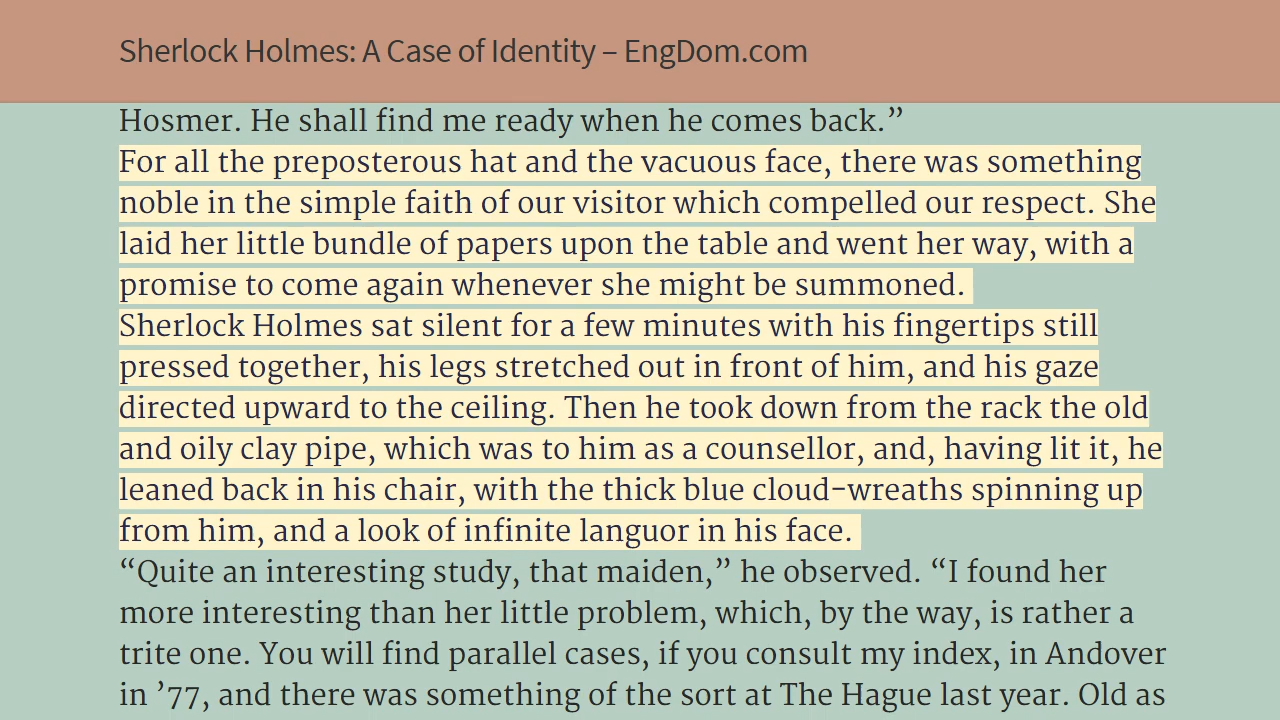 Sherlock Holmes: A Case of Identity – EngDom.com
Hosmer. He shall find me ready when he comes back.”
For all the preposterous hat and the vacuous face, there was something
noble in the simple faith of our visitor which compelled our respect. She
laid her little bundle of papers upon the table and went her way, with a
promise to come again whenever she might be summoned.
Sherlock Holmes sat silent for a few minutes with his fingertips still
pressed together, his legs stretched out in front of him, and his gaze
directed upward to the ceiling. Then he took down from the rack the old
and oily clay pipe, which was to him as a counsellor, and, having lit it, he
leaned back in his chair, with the thick blue cloud-wreaths spinning up
from him, and a look of infinite languor in his face.
“Quite an interesting study, that maiden,” he observed. “I found her
more interesting than her little problem, which, by the way, is rather a
trite one. You will find parallel cases, if you consult my index, in Andover
in ’77, and there was something of the sort at The Hague last year. Old as